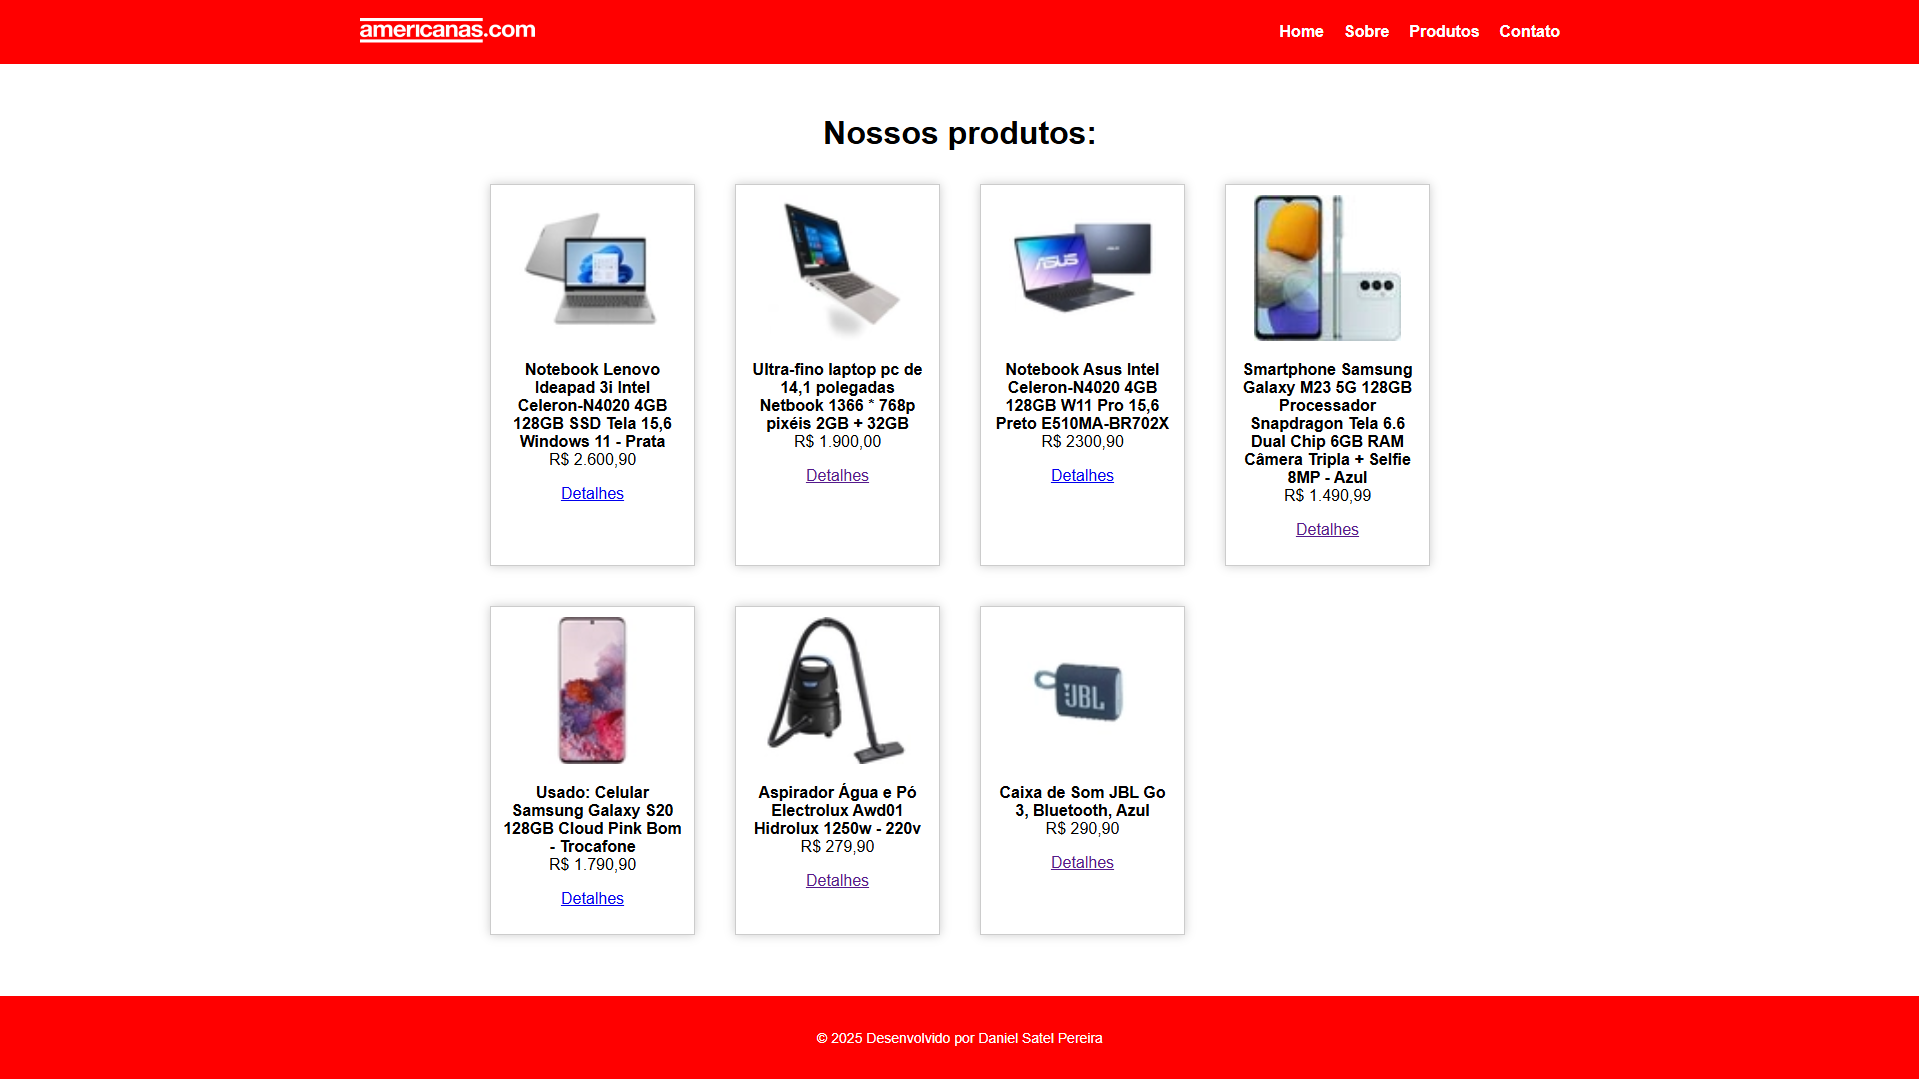 americanas.com
Home Sobre Produtos Contato
Nossos produtos:
Notebook Lenovo
Ideapad 3i Intel
Celeron-N4020 4GB
128GB SSD Tela 15,6
Windows 11 - Prata
R$ 2.600,90
Detalhes
Ultra-fino laptop pc de
14,1 polegadas
Netbook 1366 * 768p
pixéis 2GB + 32GB
R$ 1.900,00
Detalhes
ASUS
Notebook Asus Intel
Celeron-N4020 4GB
128GB W11 Pro 15,6
Preto E510MA-BR702X
R$ 2300,90
Detalhes
Smartphone Samsung
Galaxy M23 5G 128GB
Processador
Snapdragon Tela 6.6
Dual Chip 6GB RAM
Câmera Tripla + Selfie
8MP - Azul
R$ 1.490,99
Detalhes
Usado: Celular
Samsung Galaxy S20
128GB Cloud Pink Bom
- Trocafone
R$ 1.790,90
Detalhes
Aspirador Água e Pó
Electrolux Awd01
Hidrolux 1250w - 220v
R$ 279,90
Detalhes
JBL
Caixa de Som JBL Go
3, Bluetooth, Azul
R$ 290,90
Detalhes
© 2025 Desenvolvido por Daniel Satel Pereira